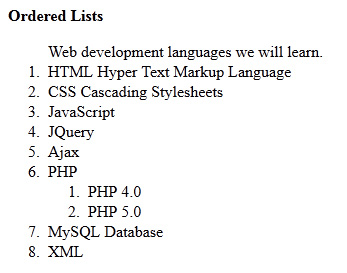 Ordered Lists
Web development languages we will learn.
1. HTML Hyper Text Markup Language
2. CSS Cascading Stylesheets
3. JavaScript
4. JQuery
5. Ajax
6. PHP
1. PHP 4.0
2. PHP 5.0
7. MySQL Database
8. XML